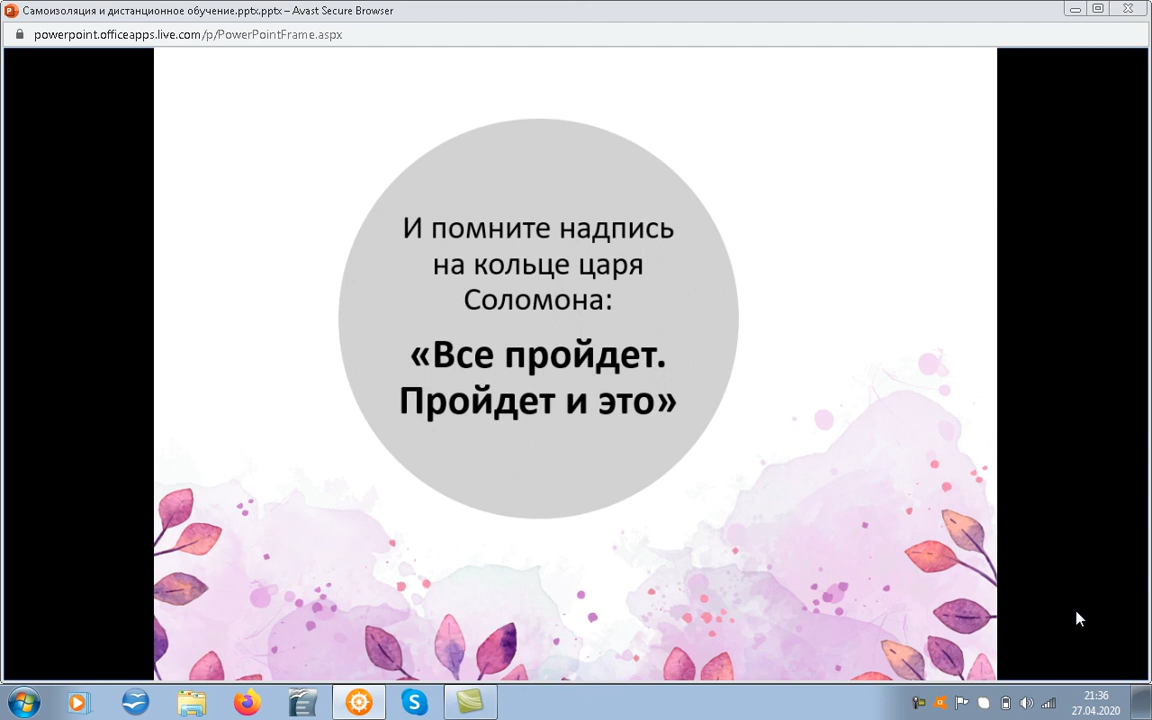 Самоизоляция и дистанционное обучение.pptx.pptx – Avast Secure Browser
powerpoint.officeapps.live.com/p/PowerPointFrame.aspx
И помните надпись
на кольце царя
Соломона:
«Все пройдет.
Пройдет и это»
21:36
27.04.2020